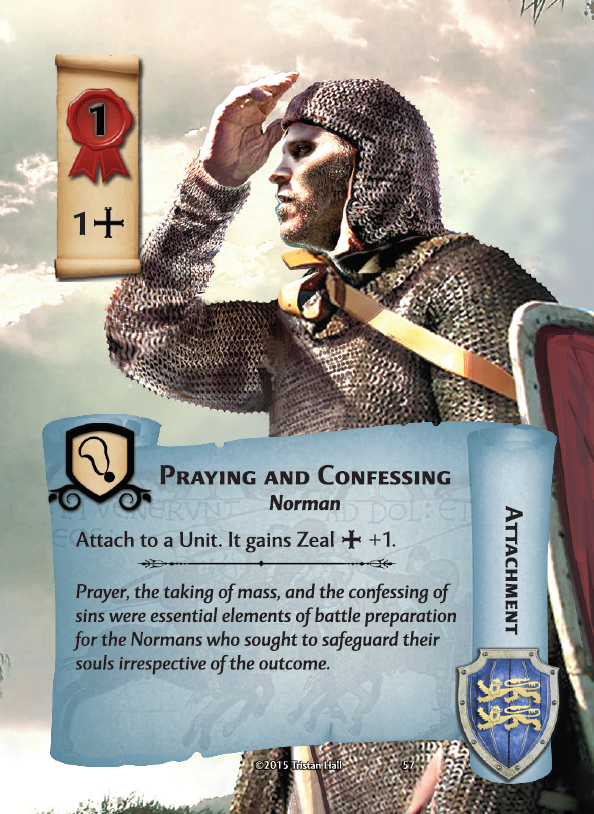 1
1
PRAYING AND CONFESSING
Norman
Attach to a Unit. It gains Zeal +1.
Prayer, the taking of mass, and the confessing of
sins were essential elements of battle preparation
for the Normans who sought to safeguard their
souls irrespective of the outcome.
ATTACHMENT
©2015 Tristan Hall
57